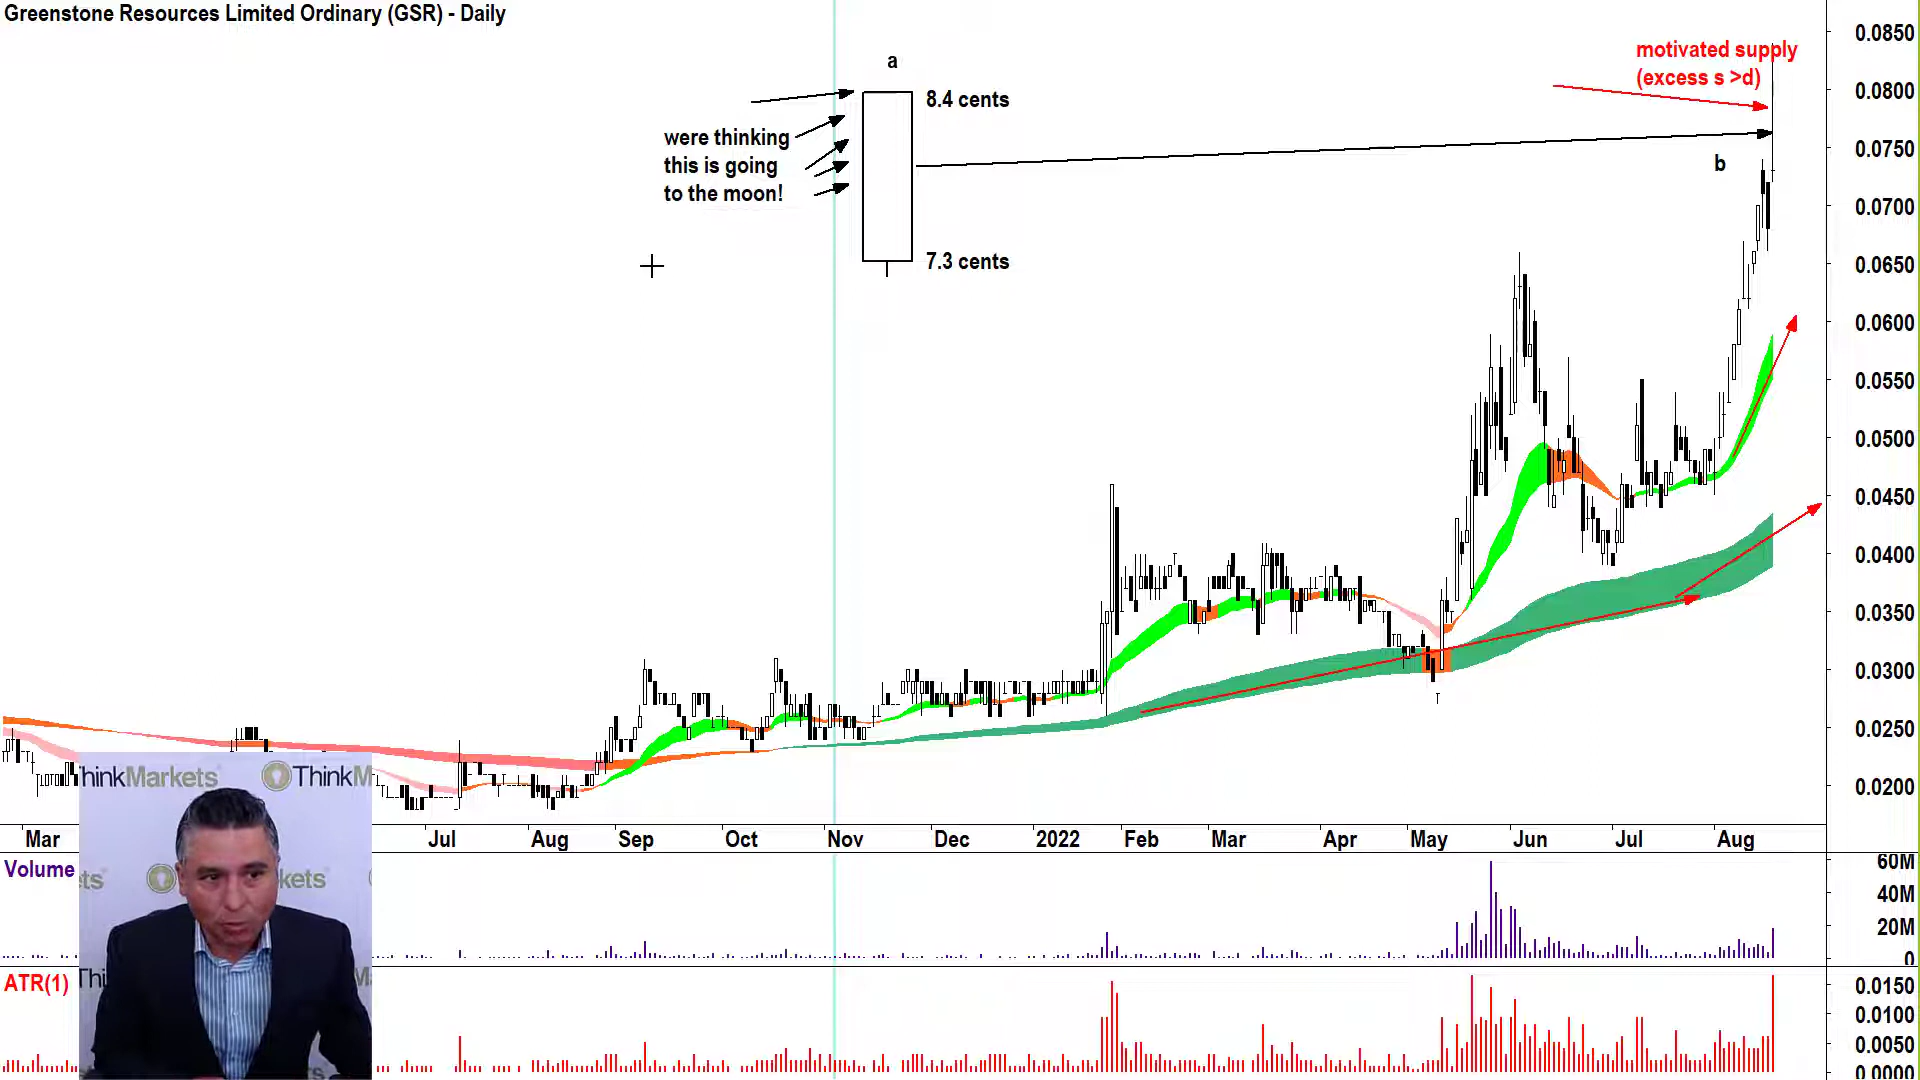 Greenstone Resources Limited Ordinary (GSR) - Daily
a
8.4 cents
were thinking
this is going
to the moon!
7.3 cents
motivated supply
(excess s >d)
b
0.0850
0.0800
0.0750
0.0700
0.0650
0.0600
0.0550
0.0500
0.0450
0.0400
0.0350
0.0300
0.0250
0.0200
Mar
Jul
Aug
Sep
Oct
Nov
Dec
2022
Feb
Mar
Apr
May
Jun
Jul
Aug
Volume
60M
40M
20M
0
ATR(1)
0.0150
0.0100
0.0050
0.0000
hinkMarkets
ThinkM
ts
kets
Thi